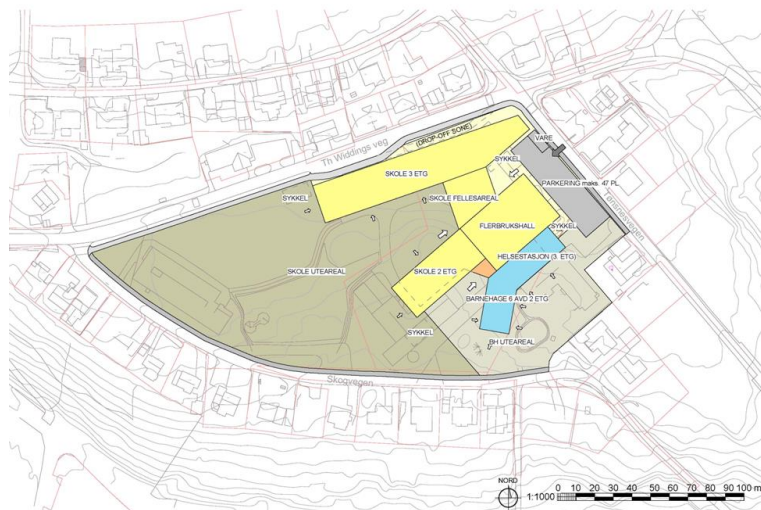 VARE
(DROP-OFF SONE)
Th Widdings veg
SYKKEL
SKOLE 3 ETG
PARKERING maks. 47 PL
SYKKEL
SKOLE FELLESAREAL
FLERBRUKSHALL
SYKKEL
HELSESTASJON (3. ETG)
SKOLE UTEAREAL
SKOLE 2 ETG
BARNEHAGE 6 AVD 2 ETG
SYKKEL
BH UTEAREAL
Skogvegen
NORD
1:1000
0 10 20 30 40 50 60 70 80 90 100 m